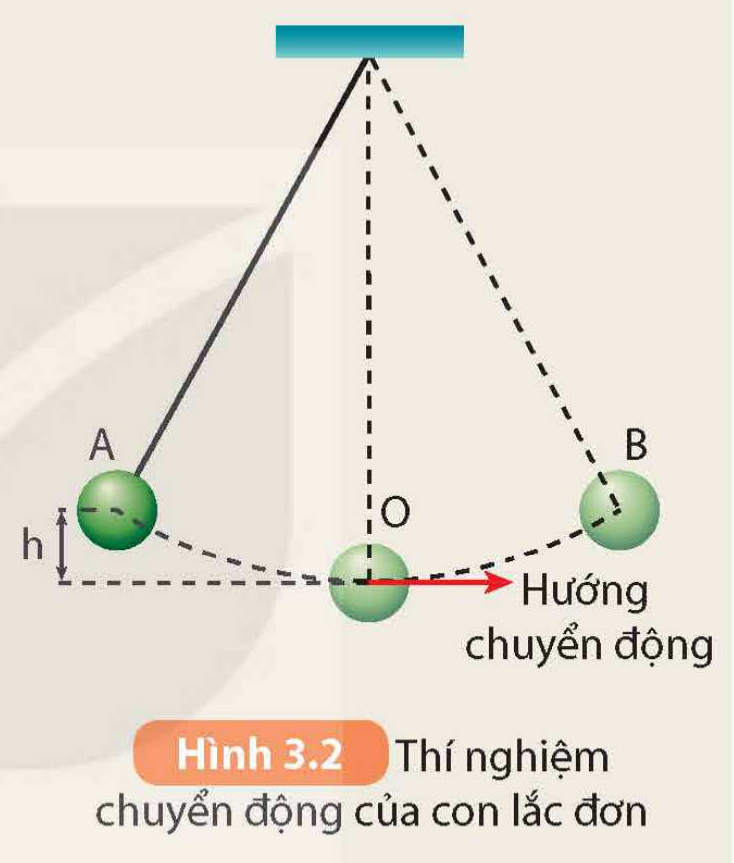 A
B
O
h
Hướng
chuyển động
Hình 3.2 Thí nghiệm
chuyển động của con lắc đơn